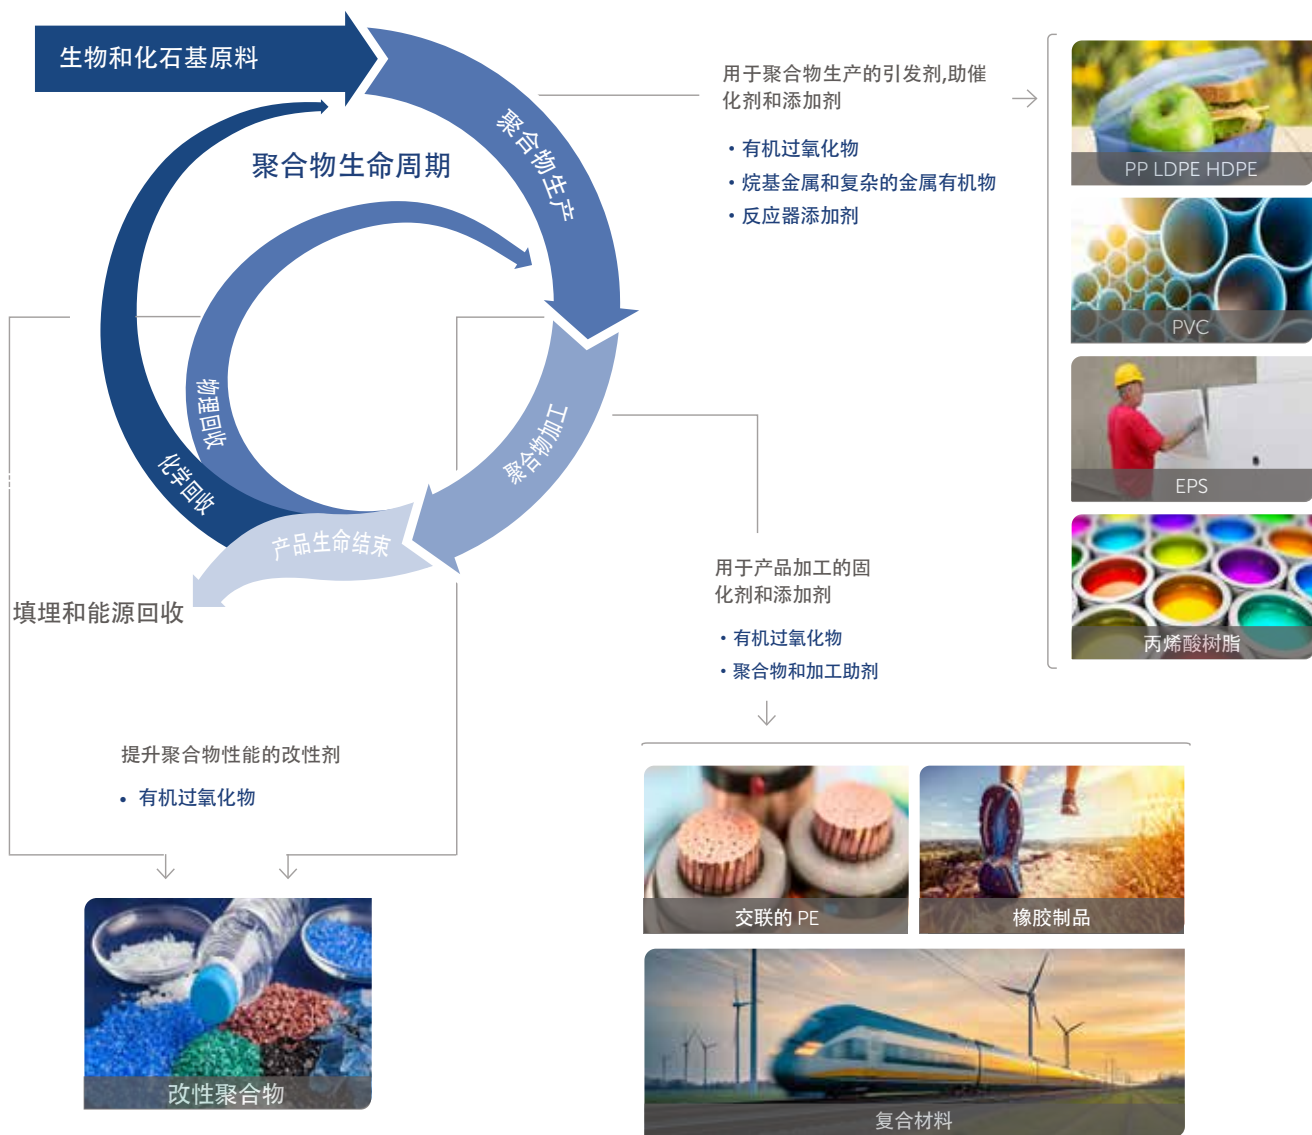 生物和化石基原料
聚合物生命周期
聚合物生产
物理回收
化学回收
聚合物加工
产品生命结束
填埋和能源回收
用于聚合物生产的引发剂,助催
化剂和添加剂
•有机过氧化物
•烷基金属和复杂的金属有机物
•反应器添加剂
PP LDPE HDPE
PVC
EPS
丙烯酸树脂
用于产品加工的固
化剂和添加剂
•有机过氧化物
•聚合物和加工助剂
提升聚合物性能的改性剂
• 有机过氧化物
交联的 PE
橡胶制品
复合材料
改性聚合物